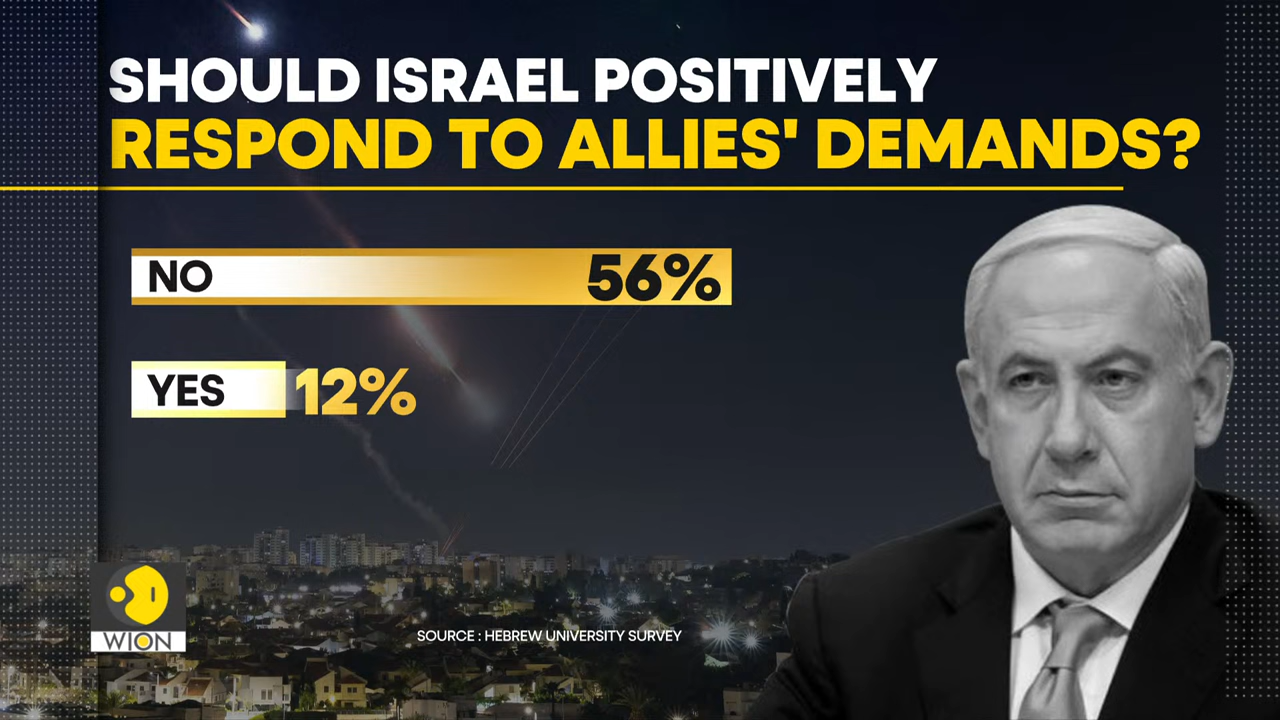 SHOULD ISRAEL POSITIVELY
RESPOND TO ALLIES' DEMANDS?
NO
56%
YES
12%
SOURCE : HEBREW UNIVERSITY SURVEY
WION